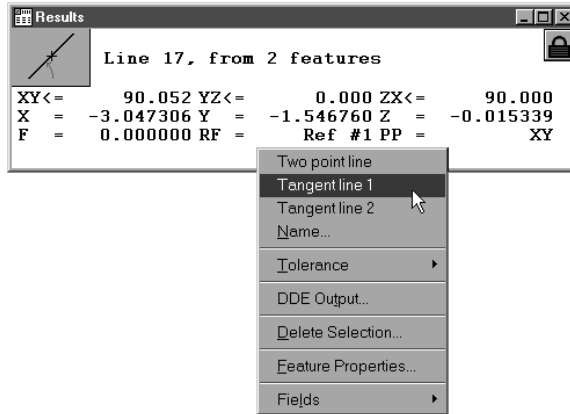 Results
Line 17, from 2 features
XY<= 90.052 YZ<= 0.000 ZX<= 90.000
X = -3.047306 Y = -1.546760 Z = -0.015339
F = 0.000000 RF = Ref #1 PP = XY
Two point line
Tangent line 1
Tangent line 2
Name...
Tolerance
DDE Output...
Delete Selection...
Feature Properties...
Fields